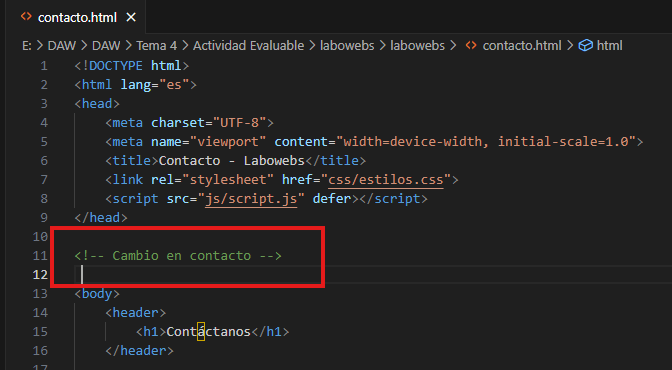 contacto.html
E: > DAW > DAW > Tema 4 > Actividad Evaluable > labowebs > labowebs > contacto.html > html
1 <!DOCTYPE html>
2 <html lang="es">
3 <head>
4 <meta charset="UTF-8">
5 <meta name="viewport" content="width=device-width, initial-scale=1.0">
6 <title>Contacto - Labowebs</title>
7 <link rel="stylesheet" href="css/estilos.css">
8 <script src="js/script.js" defer></script>
9 </head>
10
11 <!-- Cambio en contacto -->
12
13 <body>
14 <header>
15 <h1>Contáctanos</h1>
16 </header>
17